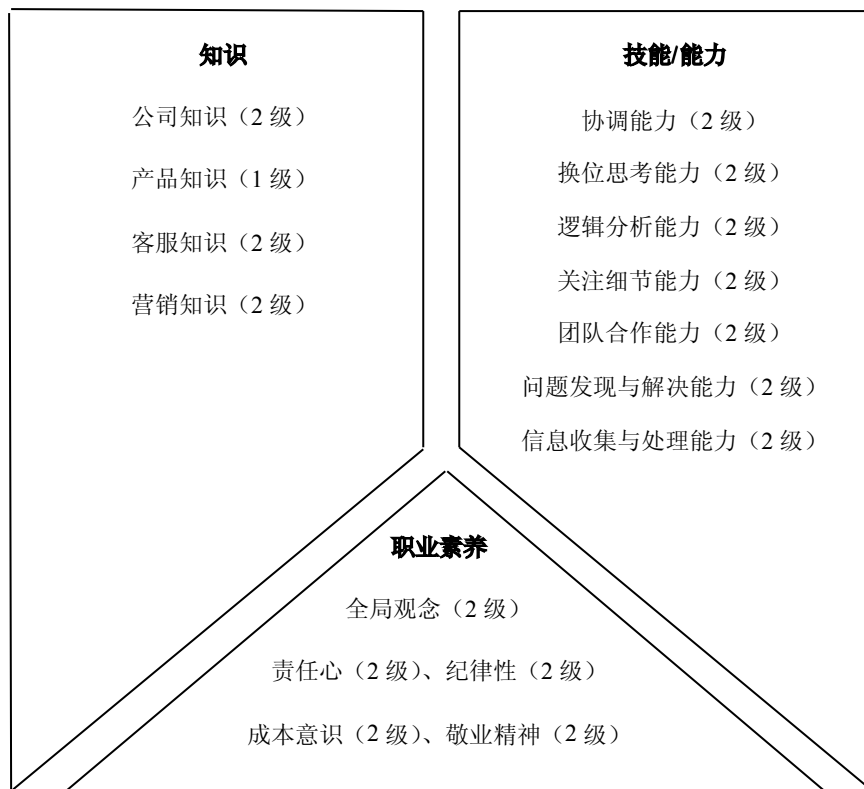 知识
公司知识（2 级）
产品知识（1 级）
客服知识（2 级）
营销知识（2 级）
技能/能力
协调能力（2 级）
换位思考能力（2 级）
逻辑分析能力（2 级）
关注细节能力（2 级）
团队合作能力（2 级）
问题发现与解决能力（2 级）
信息收集与处理能力（2 级）
职业素养
全局观念（2 级）
责任心（2 级）、纪律性（2 级）
成本意识（2 级）、敬业精神（2 级）